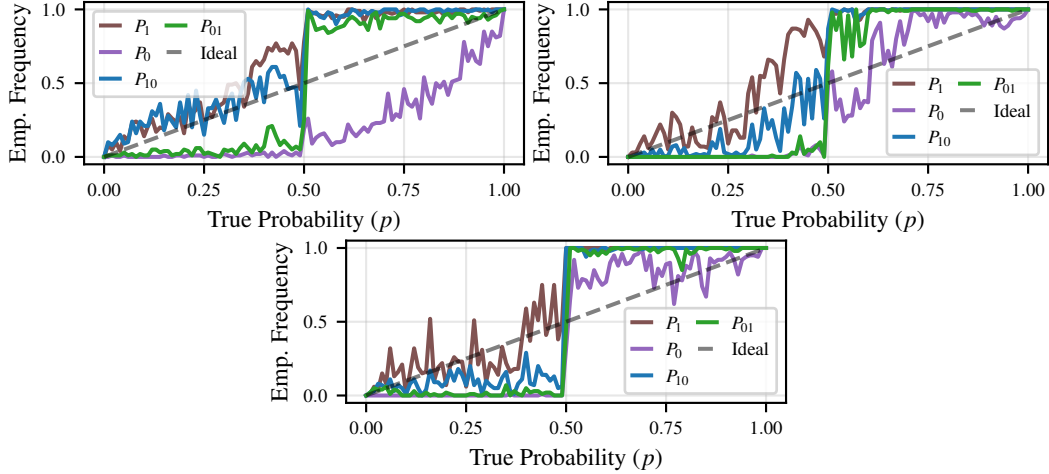 Emp. Frequency
1.0
0.5
0.0
P1 P01
P0 Ideal
P10
0.00 0.25 0.50 0.75 1.00
True Probability (p)
Emp. Frequency
1.0
0.5
0.0
P1 P01
P0 Ideal
P10
0.00 0.25 0.50 0.75 1.00
True Probability (p)
Emp. Frequency
1.0
0.5
0.0
P1 P01
P0 Ideal
P10
0.00 0.25 0.50 0.75 1.00
True Probability (p)